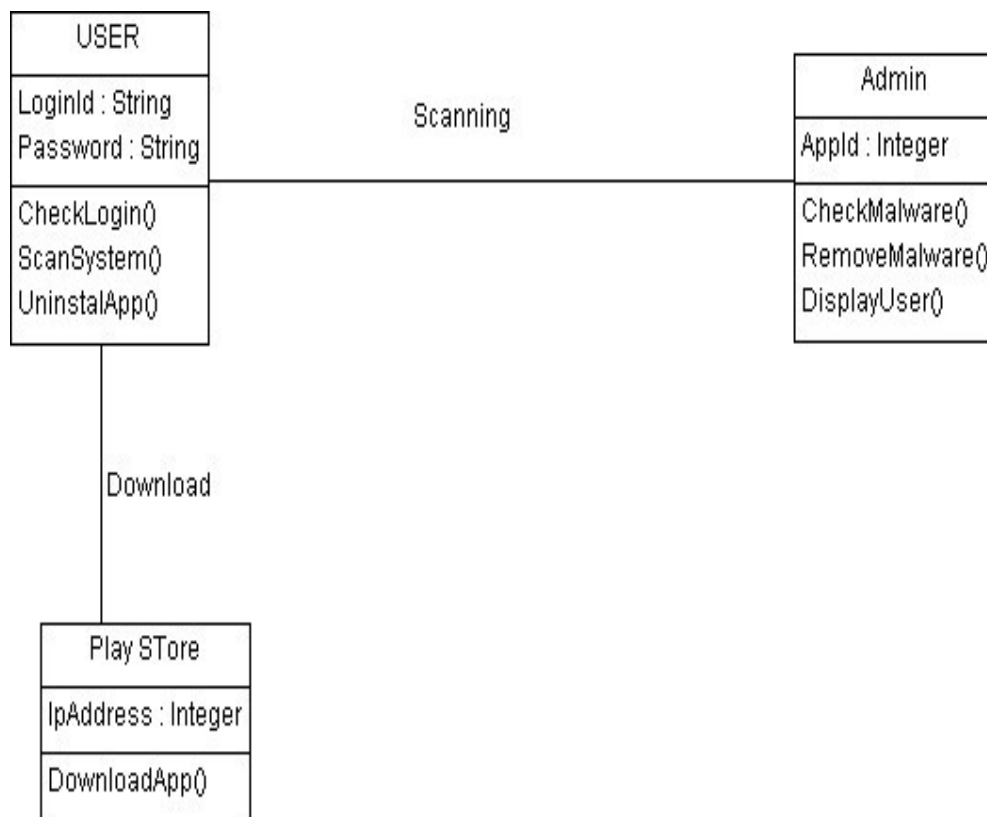 USER
LoginId : String
Password : String
CheckLogin()
ScanSystem()
UninstalApp()
Scanning
Admin
AppId : Integer
CheckMalware()
RemoveMalware()
DisplayUser()
Download
Play STore
IpAddress : Integer
DownloadApp()